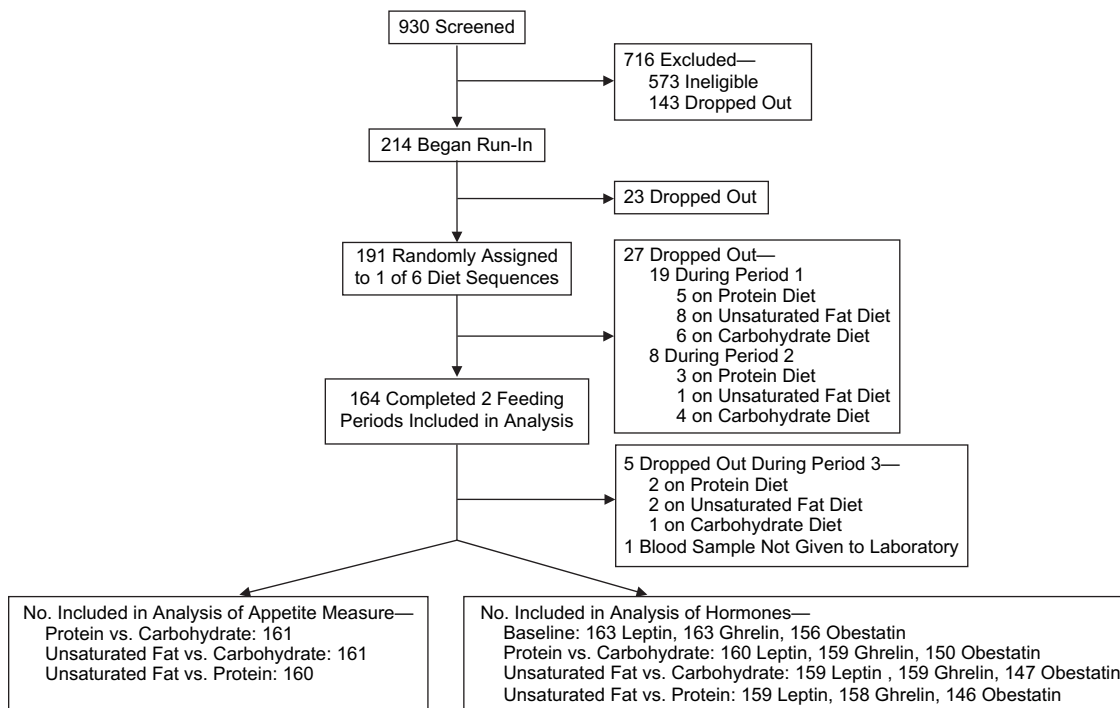 930 Screened
716 Excluded—
573 Ineligible
143 Dropped Out
214 Began Run-In
23 Dropped Out
191 Randomly Assigned
to 1 of 6 Diet Sequences
27 Dropped Out—
19 During Period 1
5 on Protein Diet
8 on Unsaturated Fat Diet
6 on Carbohydrate Diet
8 During Period 2
3 on Protein Diet
1 on Unsaturated Fat Diet
4 on Carbohydrate Diet
164 Completed 2 Feeding
Periods Included in Analysis
5 Dropped Out During Period 3—
2 on Protein Diet
2 on Unsaturated Fat Diet
1 on Carbohydrate Diet
1 Blood Sample Not Given to Laboratory
No. Included in Analysis of Appetite Measure—
Protein vs. Carbohydrate: 161
Unsaturated Fat vs. Carbohydrate: 161
Unsaturated Fat vs. Protein: 160
No. Included in Analysis of Hormones—
Baseline: 163 Leptin, 163 Ghrelin, 156 Obestatin
Protein vs. Carbohydrate: 160 Leptin, 159 Ghrelin, 150 Obestatin
Unsaturated Fat vs. Carbohydrate: 159 Leptin , 159 Ghrelin, 147 Obestatin
Unsaturated Fat vs. Protein: 159 Leptin, 158 Ghrelin, 146 Obestatin